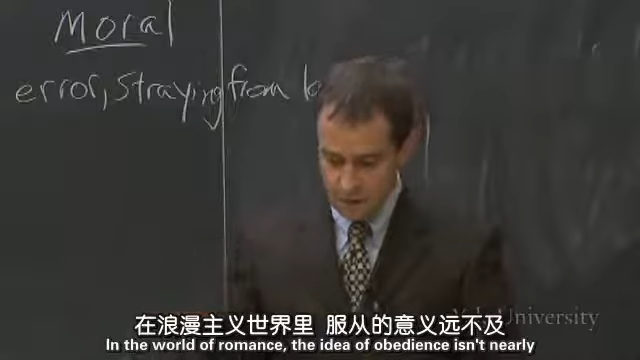 Moral
error, straying from
Yale University
在浪漫主义世界里 服从的意义远不及
In the world of romance, the idea of obedience isn't nearly